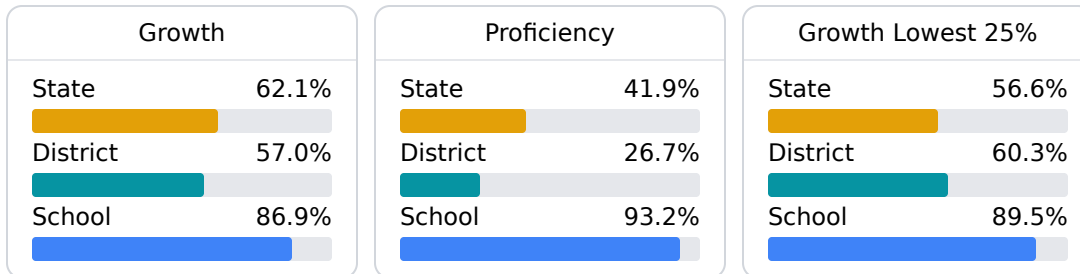 Growth
State 62.1%
District 57.0%
School 86.9%
Proficiency
State 41.9%
District 26.7%
School 93.2%
Growth Lowest 25%
State 56.6%
District 60.3%
School 89.5%